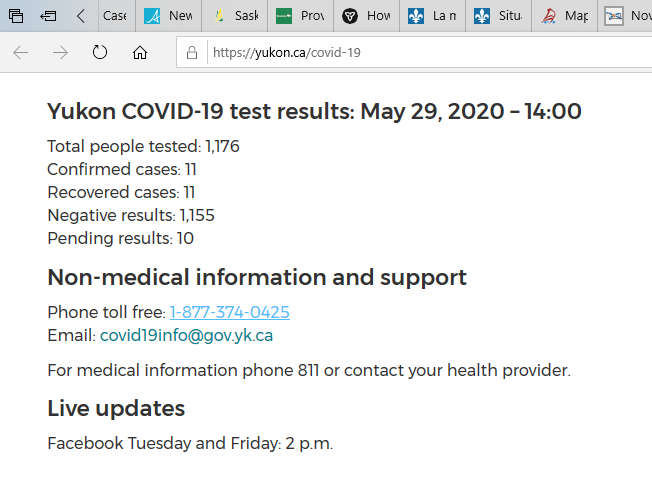 Case
New
Sask
Prov
How
La m
Situ
Map
Nov
https://yukon.ca/covid-19
Yukon COVID-19 test results: May 29, 2020 – 14:00
Total people tested: 1,176
Confirmed cases: 11
Recovered cases: 11
Negative results: 1,155
Pending results: 10
Non-medical information and support
Phone toll free: 1-877-374-0425
Email: covid19info@gov.yk.ca
For medical information phone 811 or contact your health provider.
Live updates
Facebook Tuesday and Friday: 2 p.m.